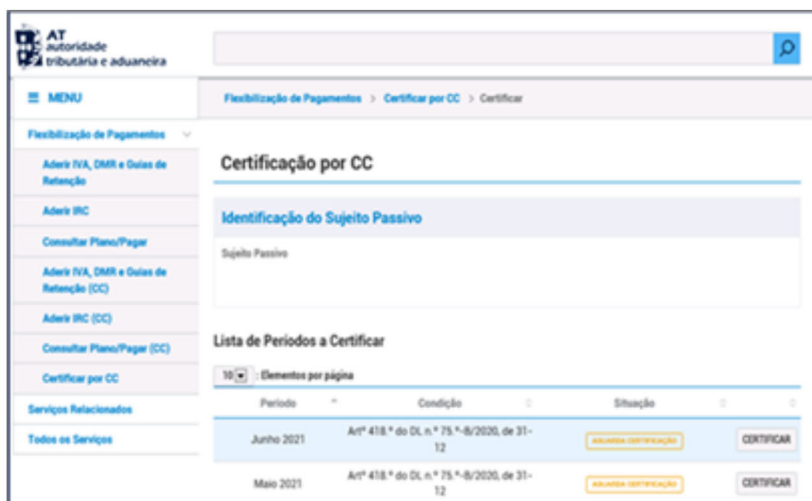 AT
autoridade
tributária e aduaneira
MENU
Flexibilização de Pagamentos > Certificar por CC > Certificar
Flexibilização de Pagamentos
Aderir IVA, DMR e Guias de
Retenção
Aderir IRC
Consultar Plano/Pagar
Aderir IVA, DMR e Guias de
Retenção (CC)
Aderir IRC (CC)
Consultar Plano/Pagar (CC)
Certificar por CC
Serviços Relacionados
Todos os Serviços
Certificação por CC
Identificação do Sujeito Passivo
Sujeito Passivo
Lista de Periodos a Certificar
10 : Elementos por página
Periodo Condição Situação
Junho 2021 Artº 418.º do DL n.º 75.º-B/2020, de 31-
12 AGUARDA CERTIFICAÇÃO CERTIFICAR
Maio 2021 Artº 418.º do DL n.º 75.º-B/2020, de 31-
12 AGUARDA CERTIFICAÇÃO CERTIFICAR